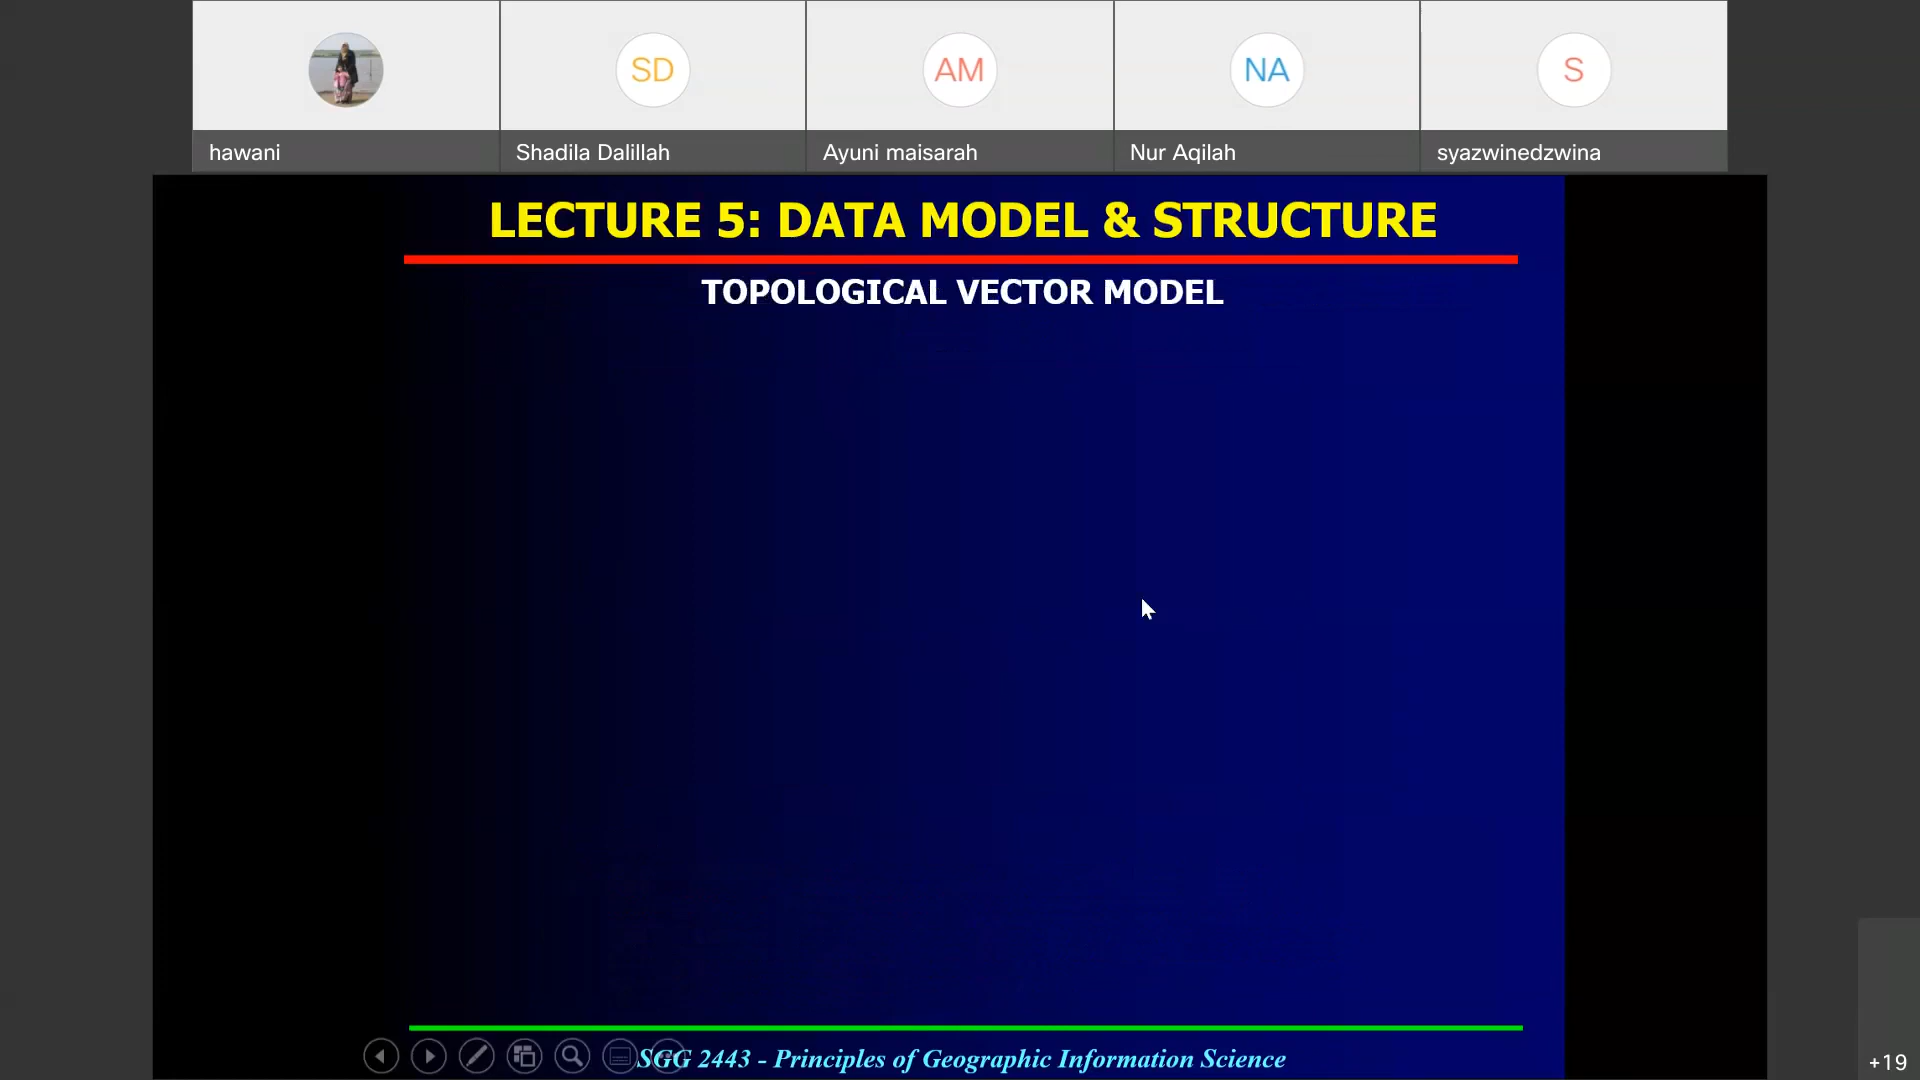 SD
AM
NA
S
hawani
Shadila Dalillah
Ayuni maisarah
Nur Aqilah
syazwinedzwina
LECTURE 5: DATA MODEL & STRUCTURE
TOPOLOGICAL VECTOR MODEL
SGG 2443 - Principles of Geographic Information Science
+19